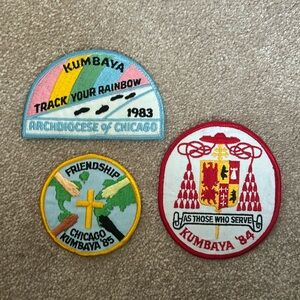 KUMBAYA
TRACK YOUR RAINBOW
1983
ARCHDIOCESE of CHICAGO
FRIENDSHIP
CHICAGO
KUMBAYA '85
AS THOSE WHO SERVE
KUMBAYA '84